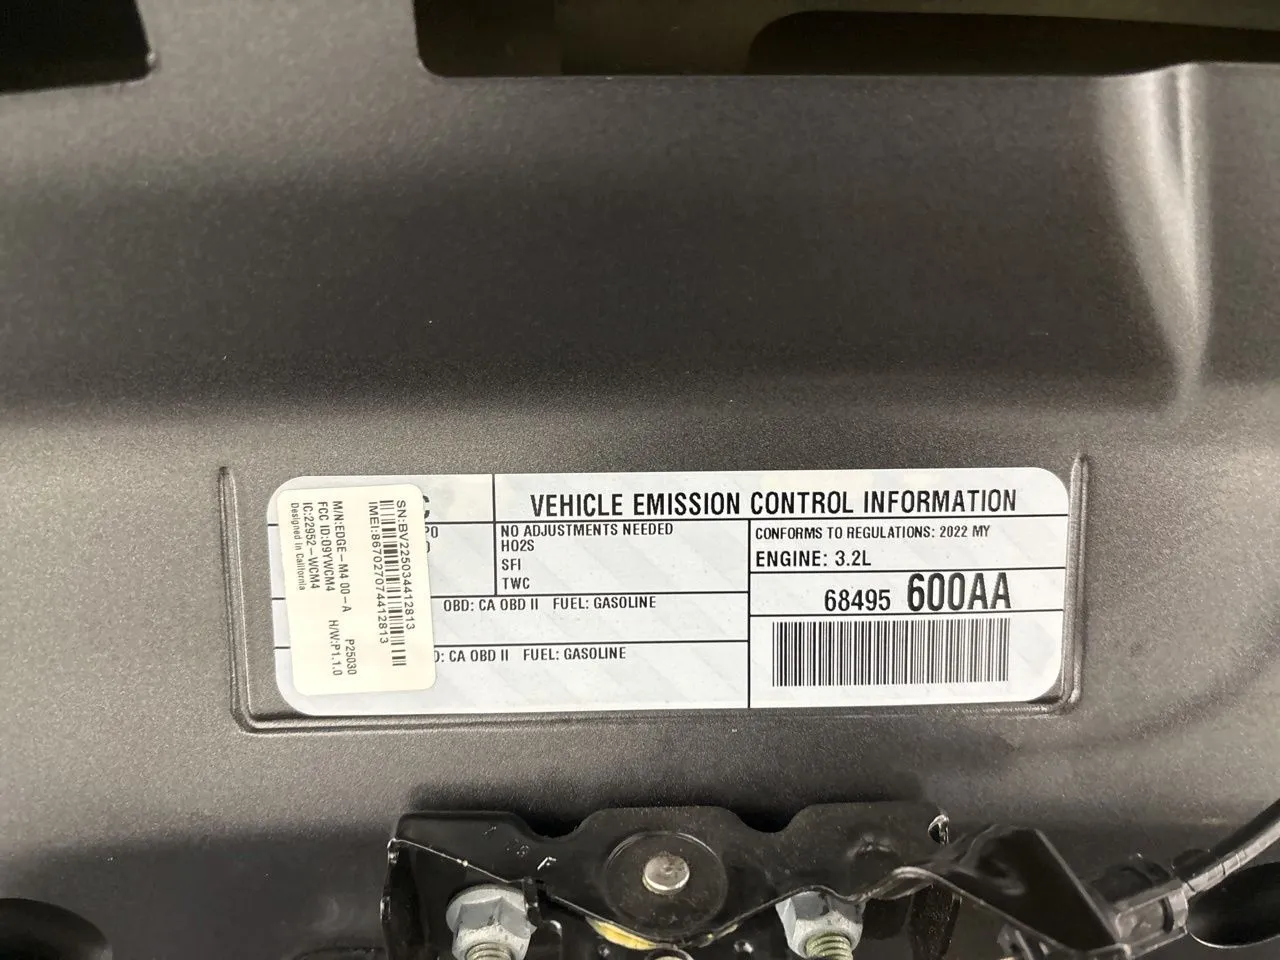 VEHICLE EMISSION CONTROL INFORMATION
NO ADJUSTMENTS NEEDED
HO2S
SFI
TWC
CONFORMS TO REGULATIONS: 2022 MY
ENGINE: 3.2L
68495 600AA
OBD: CA OBD II FUEL: GASOLINE
: CA OBD II FUEL: GASOLINE
SN:BV225034412813
IMEI:867027074412813
M/N:EDGE-M4 00-A P25030
FCC ID:09YWCM4 H/W:P1.1.0
IC:22952-WCM4
Designed in California